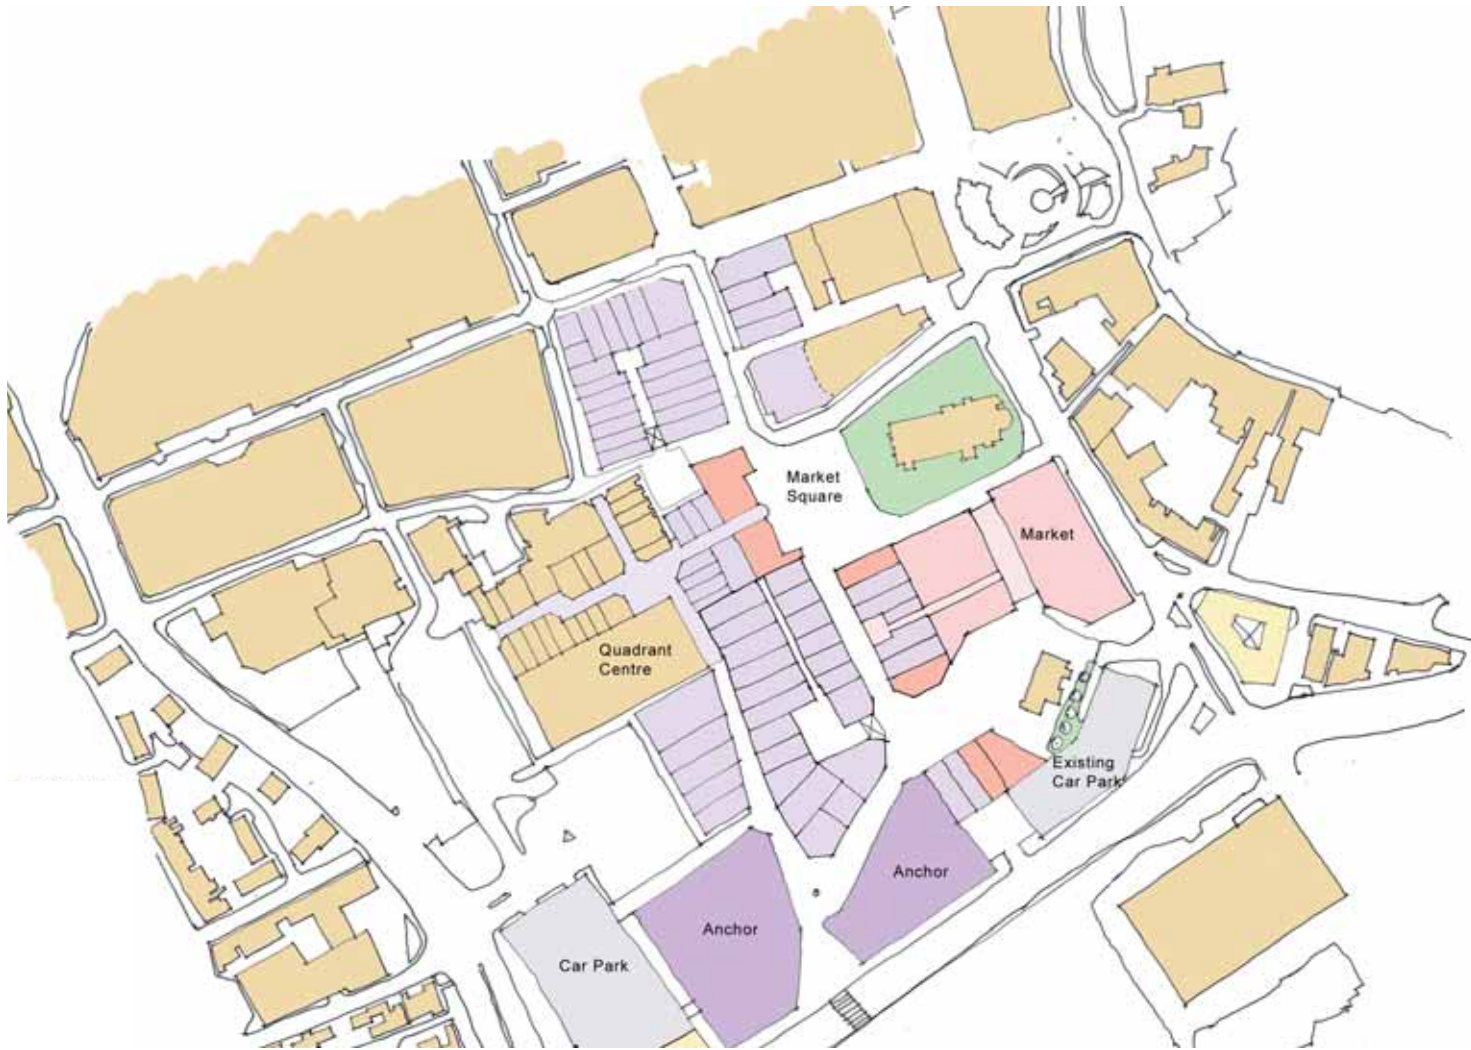 Market
Square
Market
Quadrant
Centre
Existing
Car Park
Anchor
Anchor
Car Park